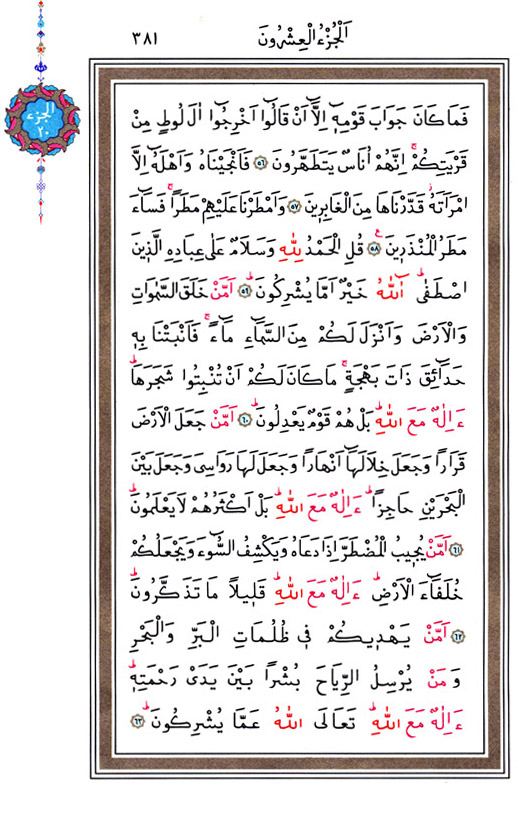 اَلْجُزْءُ الْعِشْرُونَ ٣٨١
الجزء
٢٠
فَمَا كَانَ جَوَابَ قَوْمِهٖٓ اِلَّٓا اَنْ قَالُٓوا اَخْرِجُٓوا اٰلَ لُوطٍ مِنْ
قَرْيَتِكُمْۚ اِنَّهُمْ اُنَاسٌ يَتَطَهَّرُونَ ﴿٥٦﴾ فَاَنْجَيْنَاهُ وَاَهْلَهُٓ اِلَّا
امْرَاَتَهُۘ قَدَّرْنَاهَا مِنَ الْغَابِرٖينَ ﴿٥٧﴾ وَاَمْطَرْنَا عَلَيْهِمْ مَطَراًۚ فَسَٓاءَ
مَطَرُ الْمُنْذَرٖينَ۟ ﴿٥٨﴾ قُلِ الْحَمْدُ لِلّٰهِ وَسَلَامٌ عَلٰى عِبَادِهِ الَّذٖينَ
اصْطَفٰىۜ آٰللّٰهُ خَيْرٌ اَمَّا يُشْرِكُونَۜ ﴿٥٩﴾ اَمَّنْ خَلَقَ السَّمٰوَاتِ
وَالْاَرْضَ وَاَنْزَلَ لَكُمْ مِنَ السَّمَٓاءِ مَٓاءًۚ فَاَنْبَتْنَا بِهٖ
حَدَٓائِقَ ذَاتَ بَهْجَةٍۚ مَا كَانَ لَكُمْ اَنْ تُنْبِتُوا شَجَرَهَاۜ
ءَاِلٰهٌ مَعَ اللّٰهِۜ بَلْ هُمْ قَوْمٌ يَعْدِلُونَۜ ﴿٦٠﴾ اَمَّنْ جَعَلَ الْاَرْضَ
قَرَاراً وَجَعَلَ خِلَالَهَٓا اَنْهَاراً وَجَعَلَ لَهَا رَوَاسِيَ وَجَعَلَ بَيْنَ
الْبَحْرَيْنِ حَاجِزاًۜ ءَاِلٰهٌ مَعَ اللّٰهِۜ بَلْ اَكْثَرُهُمْ لَا يَعْلَمُونَۜ
﴿٦١﴾ اَمَّنْ يُجٖيبُ الْمُضْطَرَّ اِذَا دَعَاهُ وَيَكْشِفُ السُّٓوءَ وَيَجْعَلُكُمْ
خُلَفَٓاءَ الْاَرْضِۜ ءَاِلٰهٌ مَعَ اللّٰهِۜ قَلٖيلاً مَا تَذَكَّرُونَۜ
﴿٦٢﴾ اَمَّنْ يَهْدٖيكُمْ فٖي ظُلُمَاتِ الْبَرِّ وَالْبَحْرِ
وَمَنْ يُرْسِلُ الرِّيَاحَ بُشْراً بَيْنَ يَدَيْ رَحْمَتِهٖۜ
ءَاِلٰهٌ مَعَ اللّٰهِۜ تَعَالَى اللّٰهُ عَمَّا يُشْرِكُونَۜ ﴿٦٣﴾